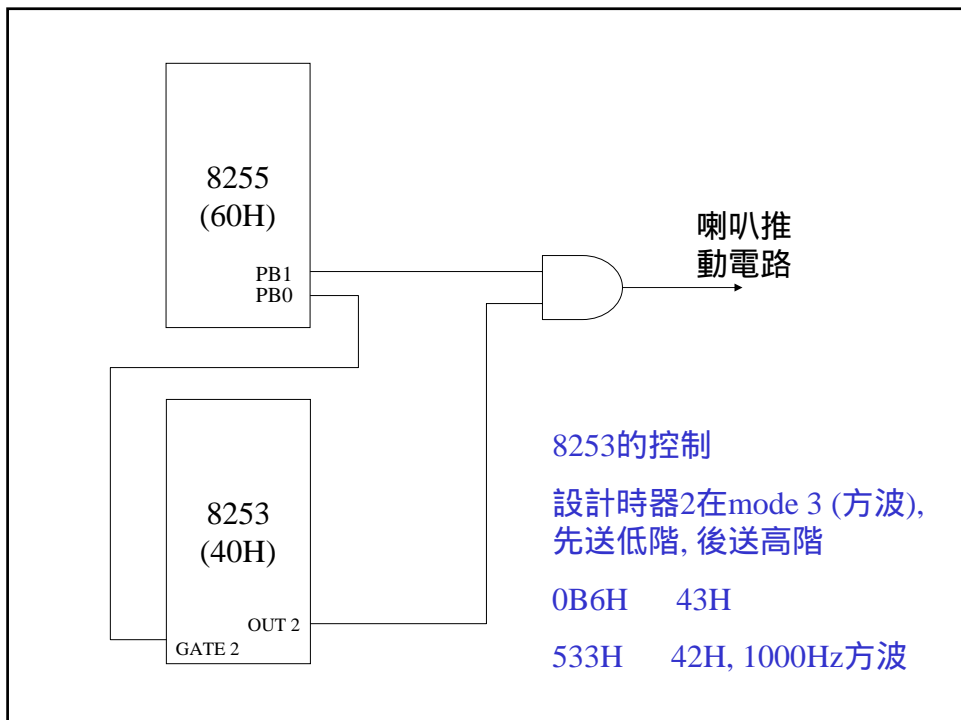 8255
(60H)
PB1
PB0
喇叭推
動電路
8253
(40H)
OUT 2
GATE 2
8253的控制
設計時器2在mode 3 (方波),
先送低階, 後送高階
0B6H 43H
533H 42H, 1000Hz方波